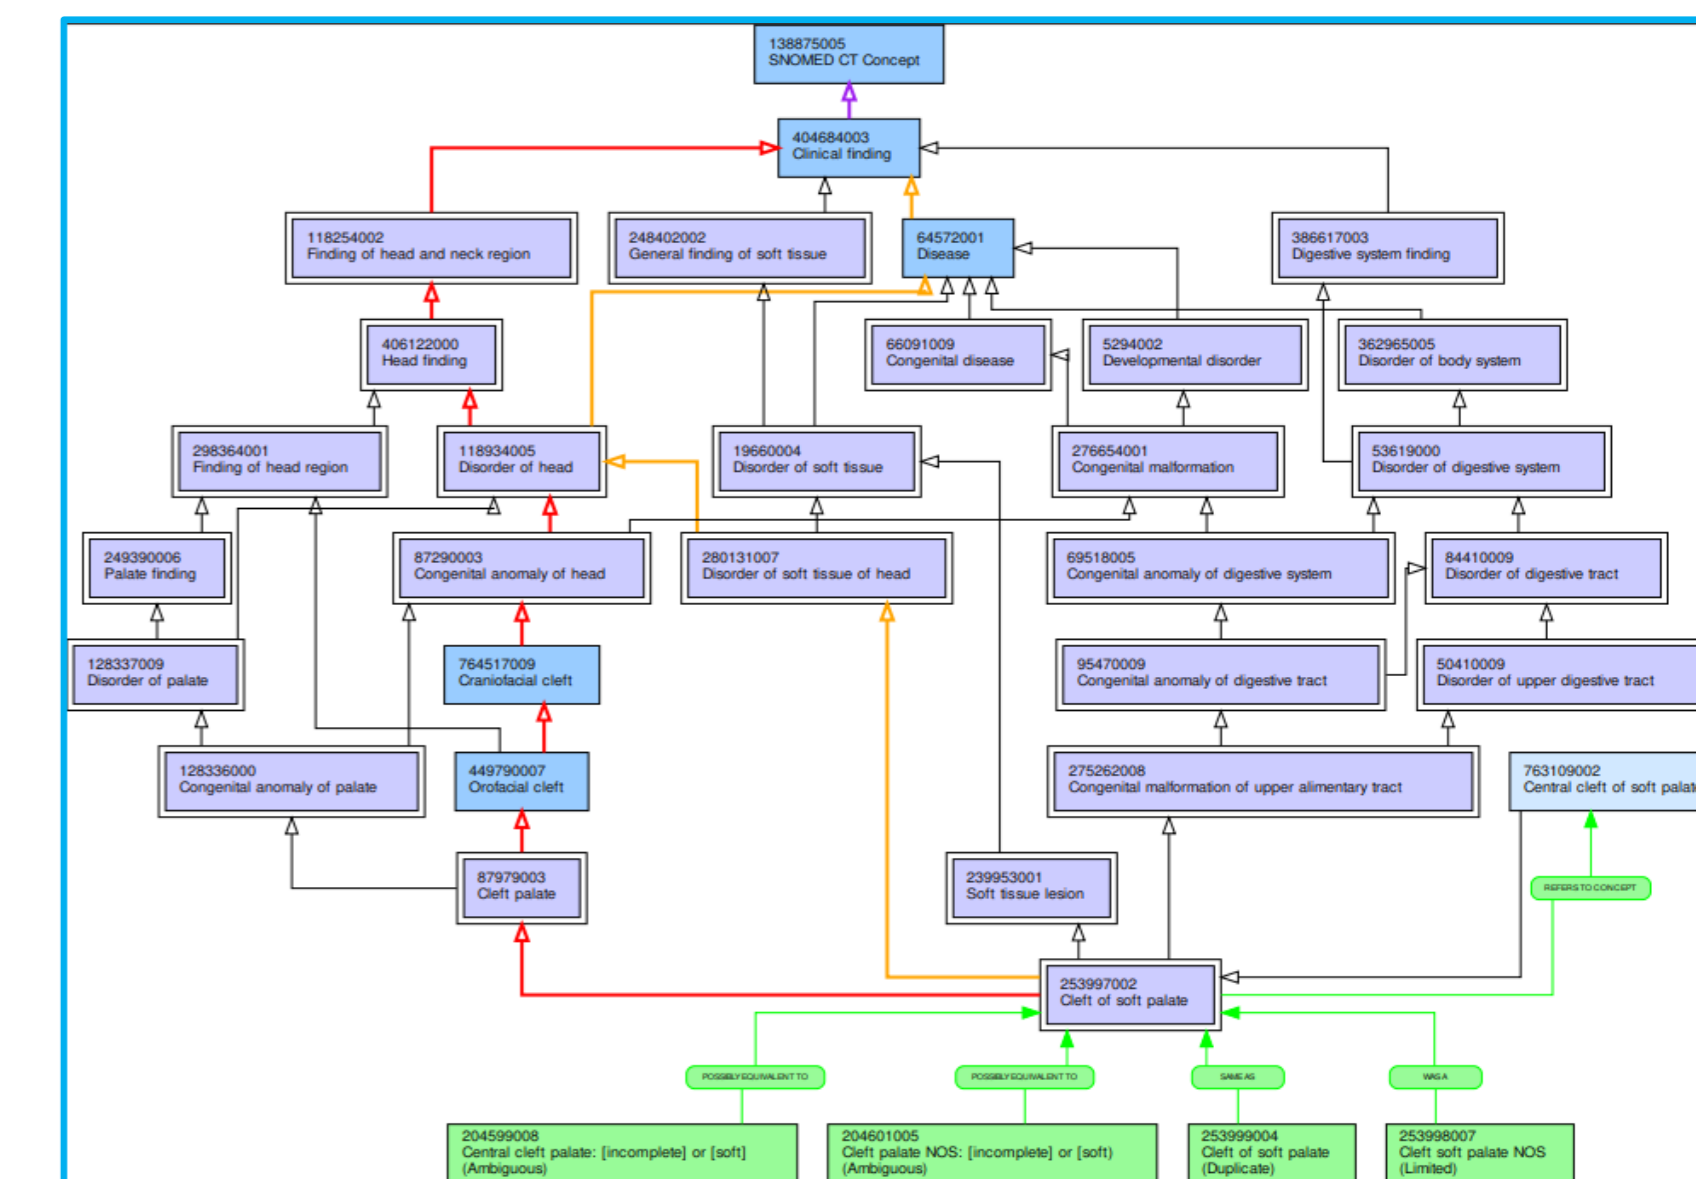 138875005
SNOMED CT Concept
404684003
Clinical finding
118254002
Finding of head and neck region
248402002
General finding of soft tissue
64572001
Disease
386617003
Digestive system finding
406122000
Head finding
66091009
Congenital disease
5294002
Developmental disorder
362965005
Disorder of body system
298364001
Finding of head region
118934005
Disorder of head
19660004
Disorder of soft tissue
276654001
Congenital malformation
53619000
Disorder of digestive system
249390006
Palate finding
87290003
Congenital anomaly of head
280131007
Disorder of soft tissue of head
69518005
Congenital anomaly of digestive system
84410009
Disorder of digestive tract
128337009
Disorder of palate
764517009
Craniofacial cleft
95470009
Congenital anomaly of digestive tract
50410009
Disorder of upper digestive tract
128336000
Congenital anomaly of palate
449790007
Orofacial cleft
275262008
Congenital malformation of upper alimentary tract
763109002
Central cleft of soft palate
87979003
Cleft palate
239953001
Soft tissue lesion
REFERS TO CONCEPT
253997002
Cleft of soft palate
POSSIBLY EQUIVALENT TO
POSSIBLY EQUIVALENT TO
SAME AS
WAS A
204599008
Central cleft palate: [incomplete] or [soft]
(Ambiguous)
204601005
Cleft palate NOS: [incomplete] or [soft)
(Ambiguous)
253999004
Cleft of soft palate
(Duplicate)
253998007
Cleft soft palate NOS
(Limited)